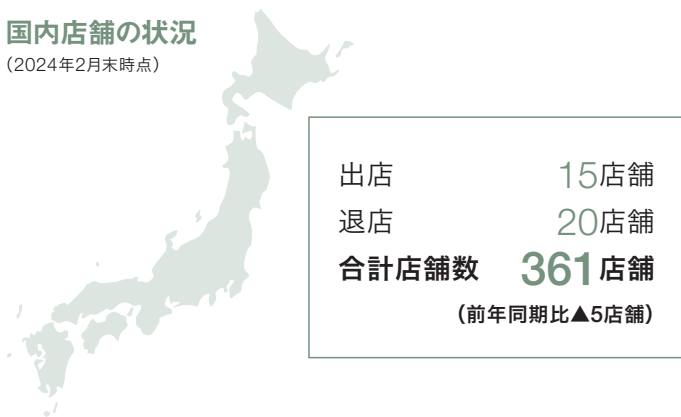 国内店舗の状況
（2024年2月末時点）
出店 15店舗
退店 20店舗
合計店舗数 361店舗
（前年同期比▲5店舗）